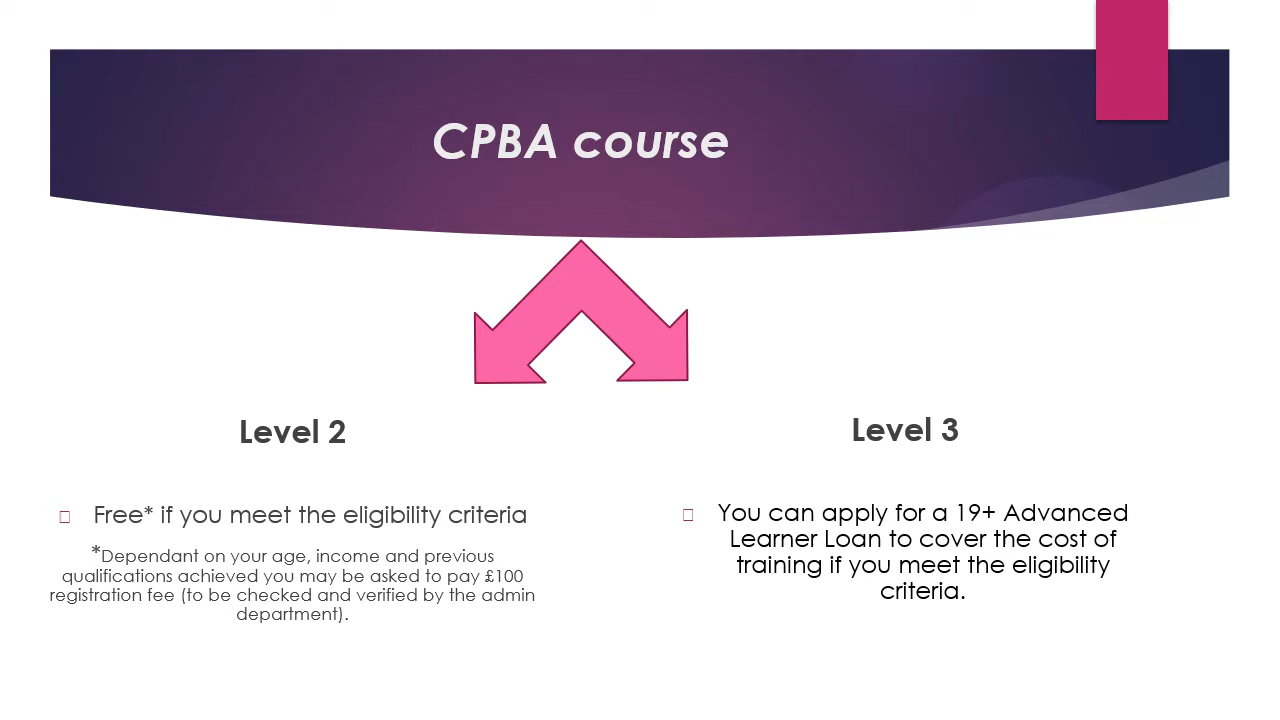 CPBA course
Level 2
Free* if you meet the eligibility criteria
*Dependant on your age, income and previous
qualifications achieved you may be asked to pay £100
registration fee (to be checked and verified by the admin
department).
Level 3
You can apply for a 19+ Advanced
Learner Loan to cover the cost of
training if you meet the eligibility
criteria.